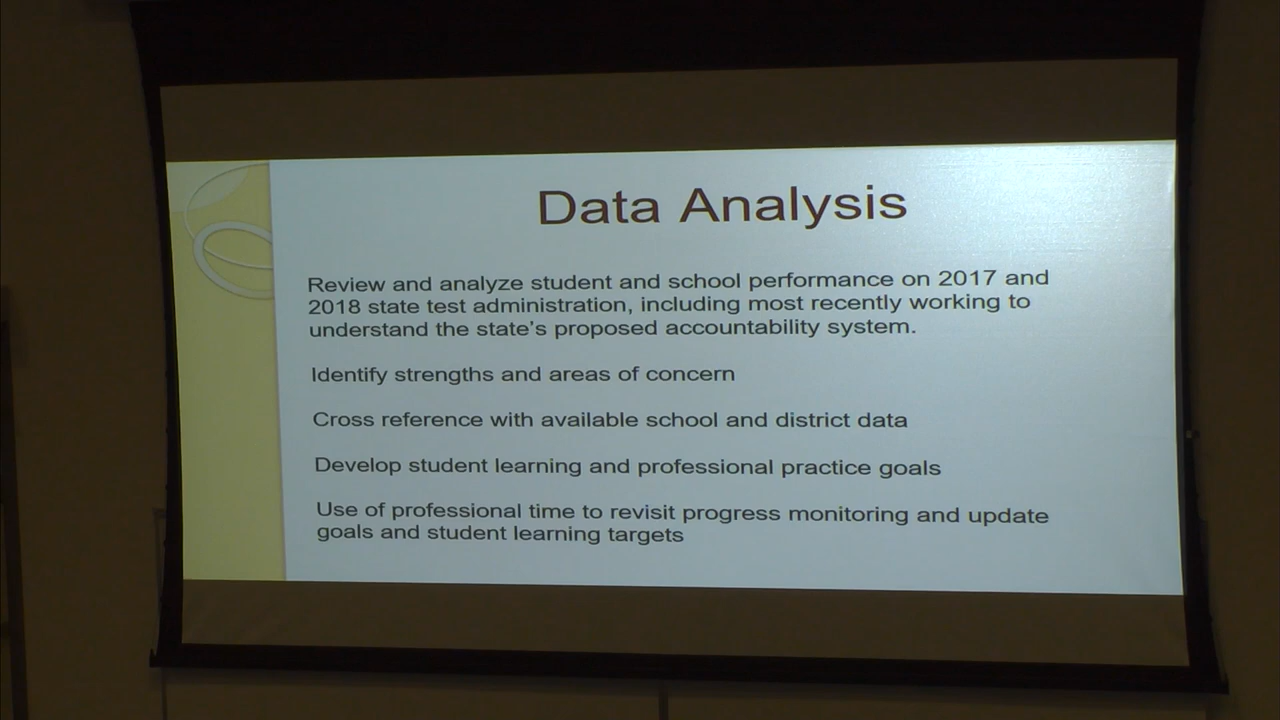 Data Analysis
Review and analyze student and school performance on 2017 and
2018 state test administration, including most recently working to
understand the state's proposed accountability system.
Identify strengths and areas of concern
Cross reference with available school and district data
Develop student learning and professional practice goals
Use of professional time to revisit progress monitoring and update
goals and student learning targets